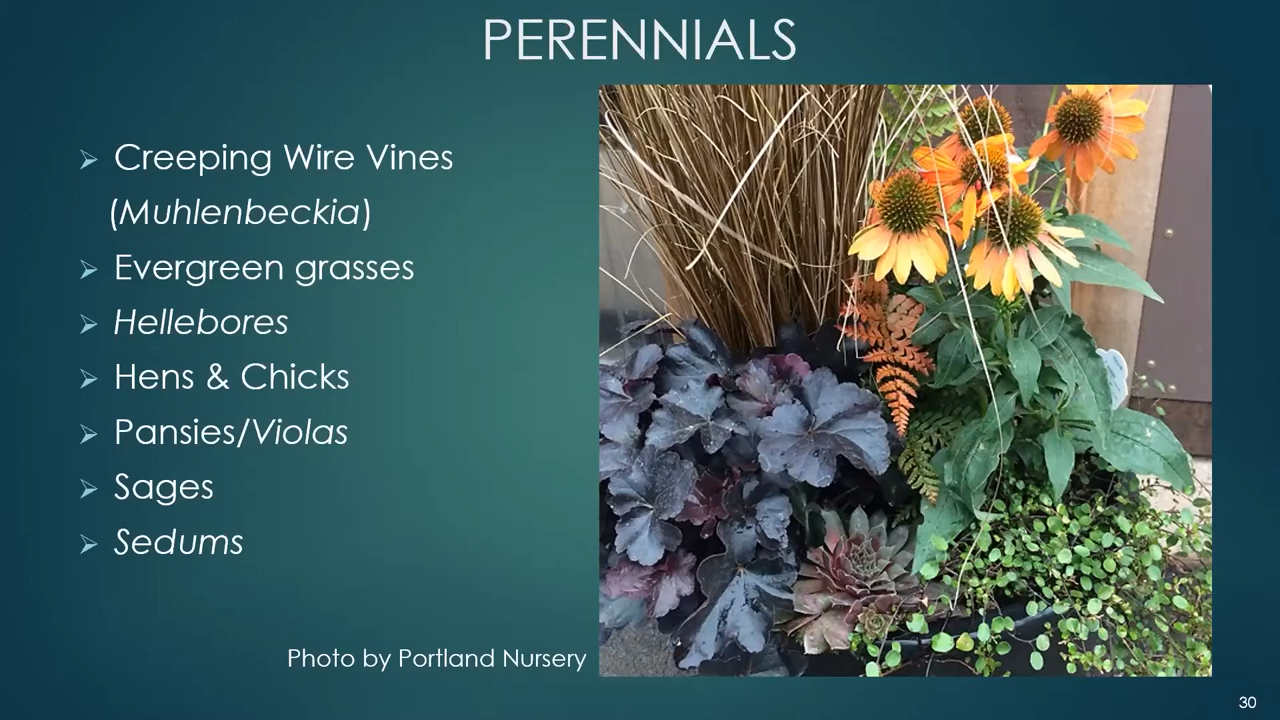 PERENNIALS
Creeping Wire Vines
(Muhlenbeckia)
Evergreen grasses
Hellebores
Hens & Chicks
Pansies/Violas
Sages
Sedums
Photo by Portland Nursery
30